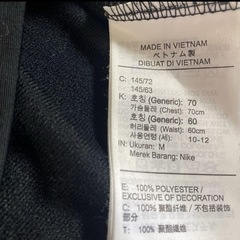 MADE IN VIETNAM
ベトナム製
DIBUAT DI VIETNAM
C: 145/72
145/63
K: 호칭 (Generic): 70
가슴둘레 (Chest): 70cm
호칭 (Generic): 60
허리둘레 (Waist): 60cm
사용연령(세): 10-12
IN: Ukuran: M
Merek Barang: Nike
E: 100% POLYESTER /
EXCLUSIVE OF DECORATION
C: 100% 聚酯纤维 / 不包括装饰
部分
T: 100% 聚酯纖維 /